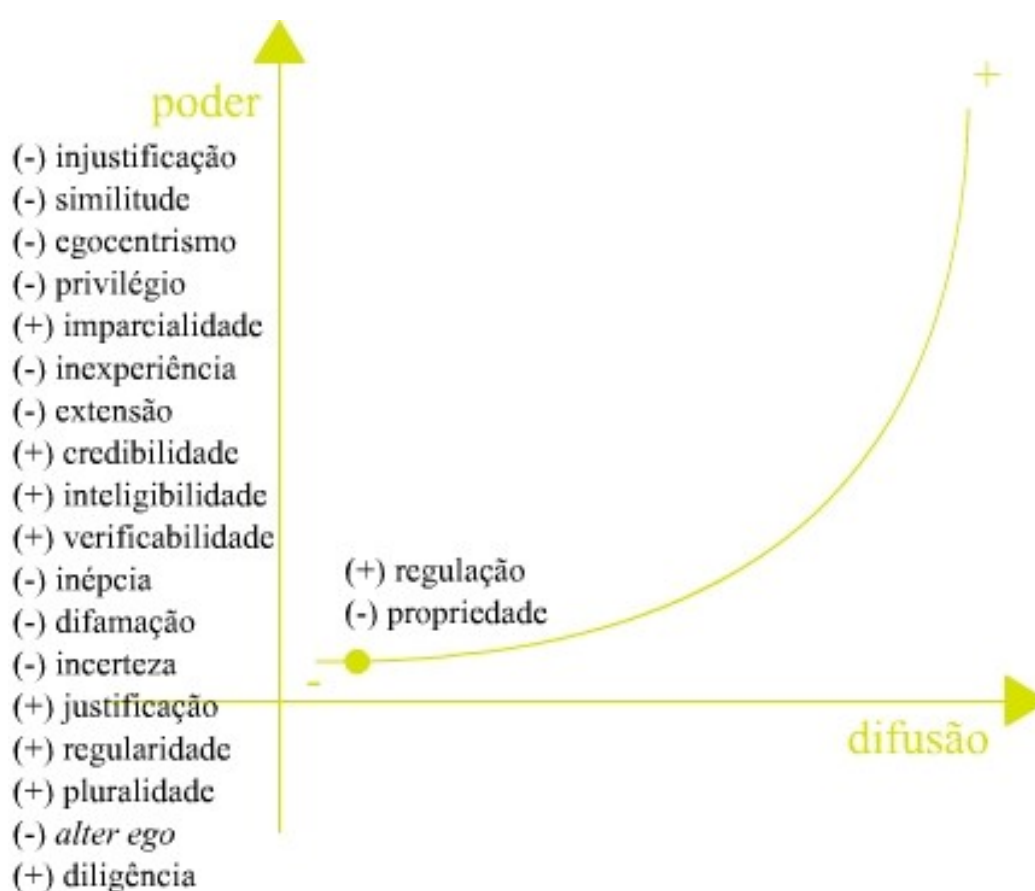 +
poder
(-) injustificação
(-) similitude
(-) egocentrismo
(-) privilégio
(+) imparcialidade
(-) inexperiência
(-) extensão
(+) credibilidade
(+) inteligibilidade
(+) verificabilidade
(-) inépcia
(-) difamação
(-) incerteza
(+) justificação
(+) regularidade
(+) pluralidade
(-) alter ego
(+) diligência
(+) regulação
(-) propriedade
-
difusão